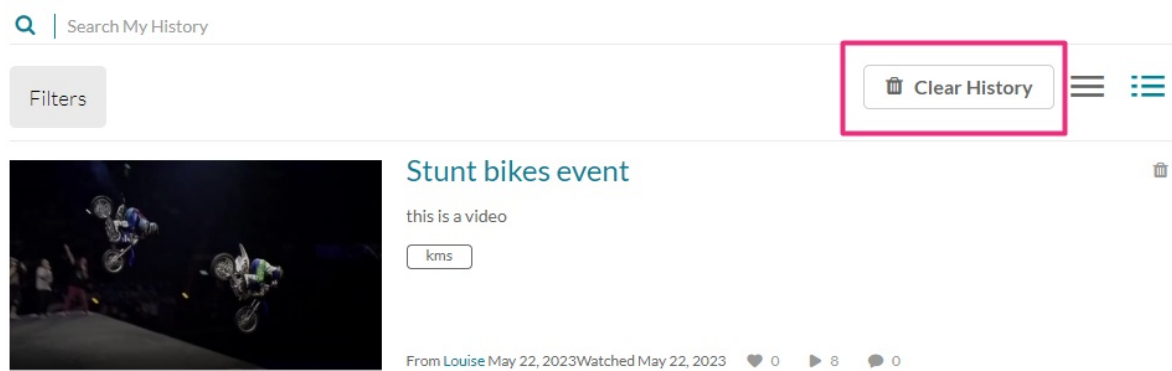 Search My History
Filters
Clear History
Stunt bikes event
this is a video
kms
From Louise May 22, 2023Watched May 22, 2023 0 8 0